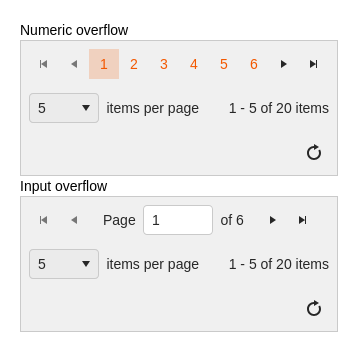 Numeric overflow
1 2 3 4 5 6
5 items per page 1 - 5 of 20 items
Input overflow
Page 1 of 6
5 items per page 1 - 5 of 20 items